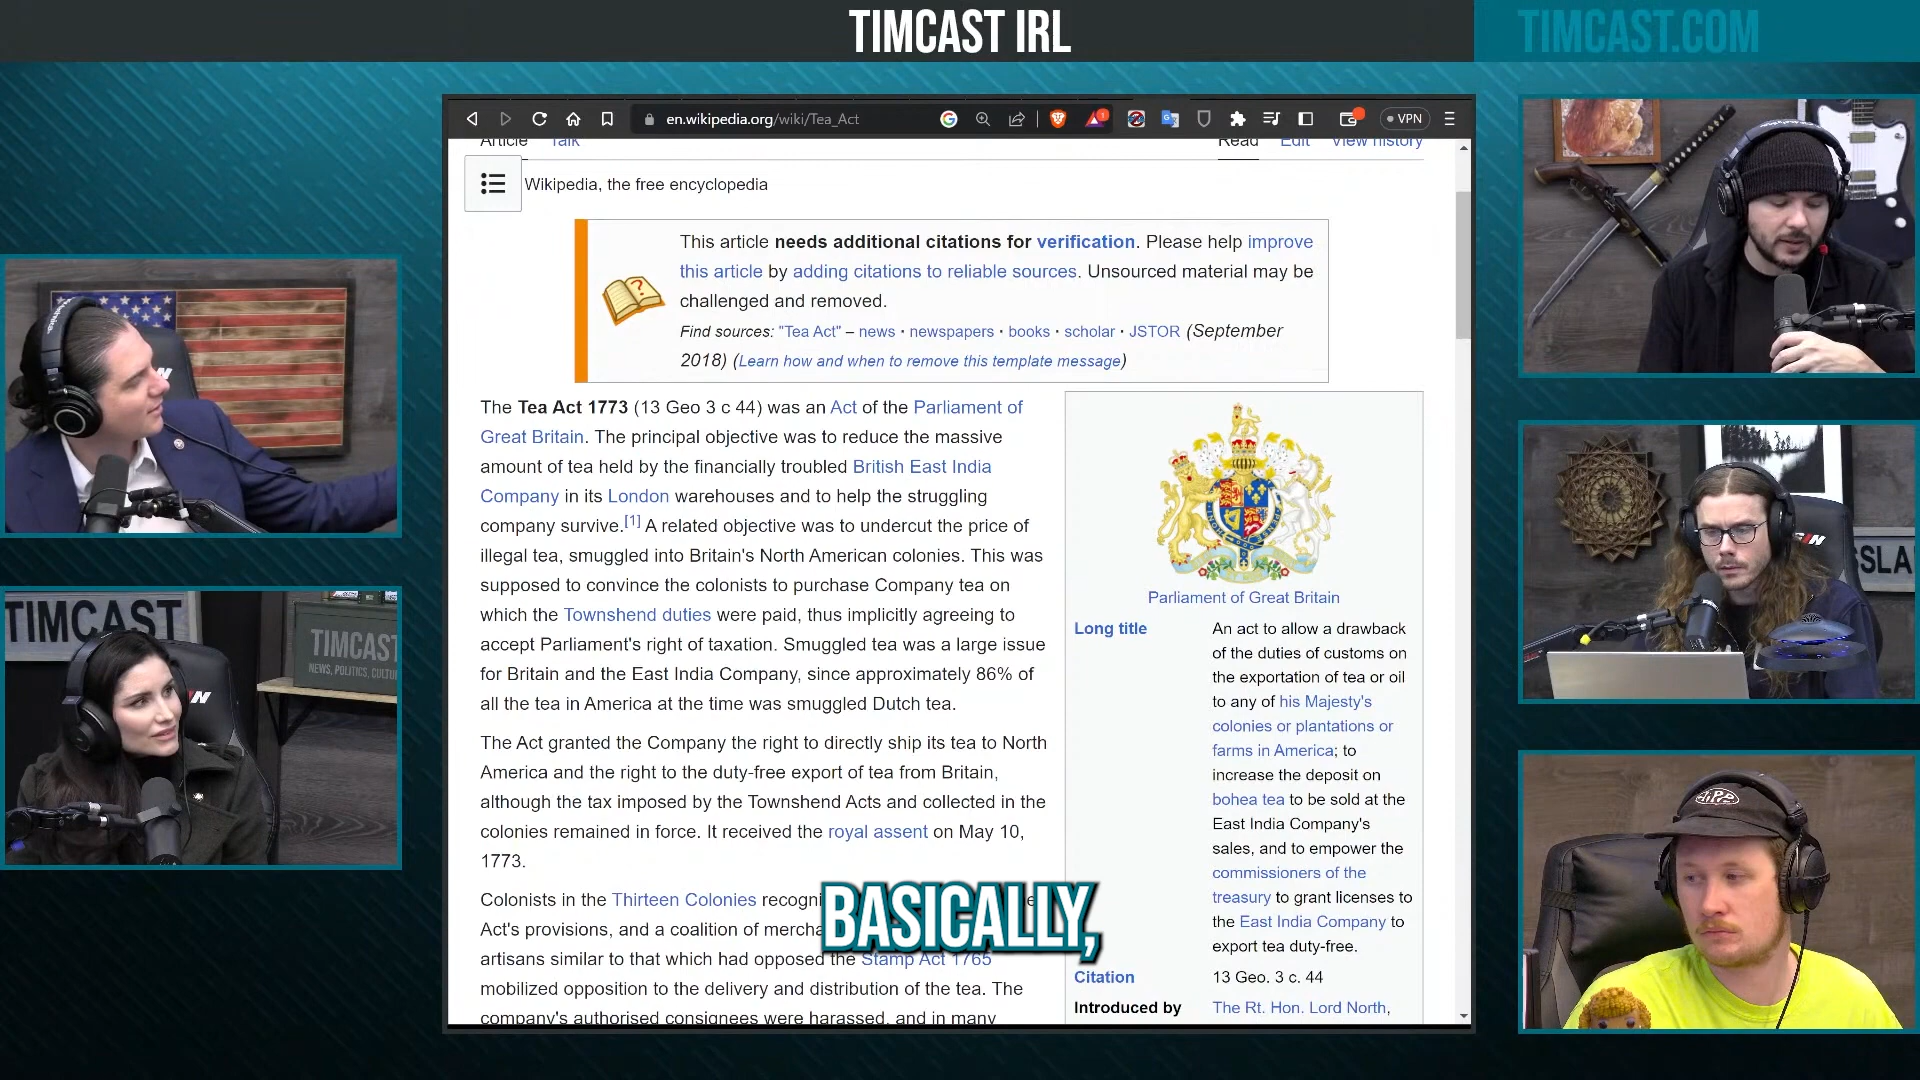 TIMCAST IRL
TIMCAST.COM
en.wikipedia.org/wiki/Tea_Act
1
VPN
Article Talk
Read Edit View history
Wikipedia, the free encyclopedia
This article needs additional citations for verification. Please help improve
this article by adding citations to reliable sources. Unsourced material may be
challenged and removed.
Find sources: "Tea Act" – news · newspapers · books · scholar · JSTOR (September
2018) (Learn how and when to remove this template message)
The Tea Act 1773 (13 Geo 3 c 44) was an Act of the Parliament of
Great Britain. The principal objective was to reduce the massive
amount of tea held by the financially troubled British East India
Company in its London warehouses and to help the struggling
company survive.[1] A related objective was to undercut the price of
illegal tea, smuggled into Britain's North American colonies. This was
supposed to convince the colonists to purchase Company tea on
which the Townshend duties were paid, thus implicitly agreeing to
accept Parliament's right of taxation. Smuggled tea was a large issue
for Britain and the East India Company, since approximately 86% of
all the tea in America at the time was smuggled Dutch tea.
The Act granted the Company the right to directly ship its tea to North
America and the right to the duty-free export of tea from Britain,
although the tax imposed by the Townshend Acts and collected in the
colonies remained in force. It received the royal assent on May 10,
1773.
Colonists in the Thirteen Colonies
Act's provisions, and a coalition of
artisans similar to that which had opposed the Stamp Act 1765
mobilized opposition to the delivery and distribution of the tea. The
company's authorised consignees were harassed, and in many
Parliament of Great Britain
Long title
An act to allow a drawback
of the duties of customs on
the exportation of tea or oil
to any of his Majesty's
colonies or plantations or
farms in America; to
increase the deposit on
bohea tea to be sold at the
East India Company's
sales, and to empower the
commissioners of the
treasury to grant licenses to
the East India Company to
export tea duty-free.
Citation 13 Geo. 3 c. 44
Introduced by The Rt. Hon. Lord North,
BASICALLY,
TIMCAST
TIMCAST
NEWS, POLITICS,